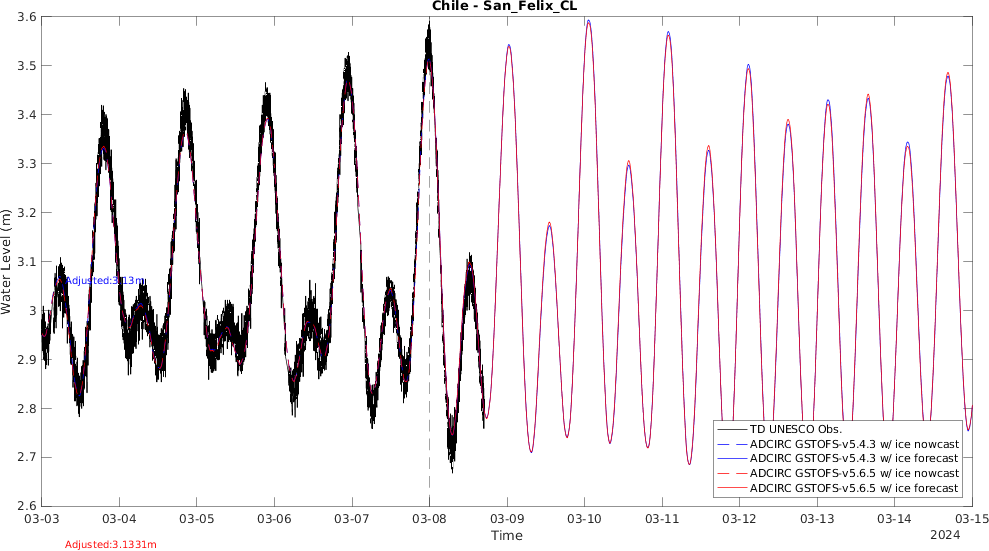 Chile - San_Felix_CL
3.6
3.5
3.4
3.3
3.2
3.1
3
2.9
2.8
2.7
2.6
Water Level (m)
Adjusted:3.13m
TD UNESCO Obs.
ADCIRC GSTOFS-v5.4.3 w/ ice nowcast
ADCIRC GSTOFS-v5.4.3 w/ ice forecast
ADCIRC GSTOFS-v5.6.5 w/ ice nowcast
ADCIRC GSTOFS-v5.6.5 w/ ice forecast
03-03 03-04 03-05 03-06 03-07 03-08 03-09 03-10 03-11 03-12 03-13 03-14 03-15
Time
2024
Adjusted:3.1331m